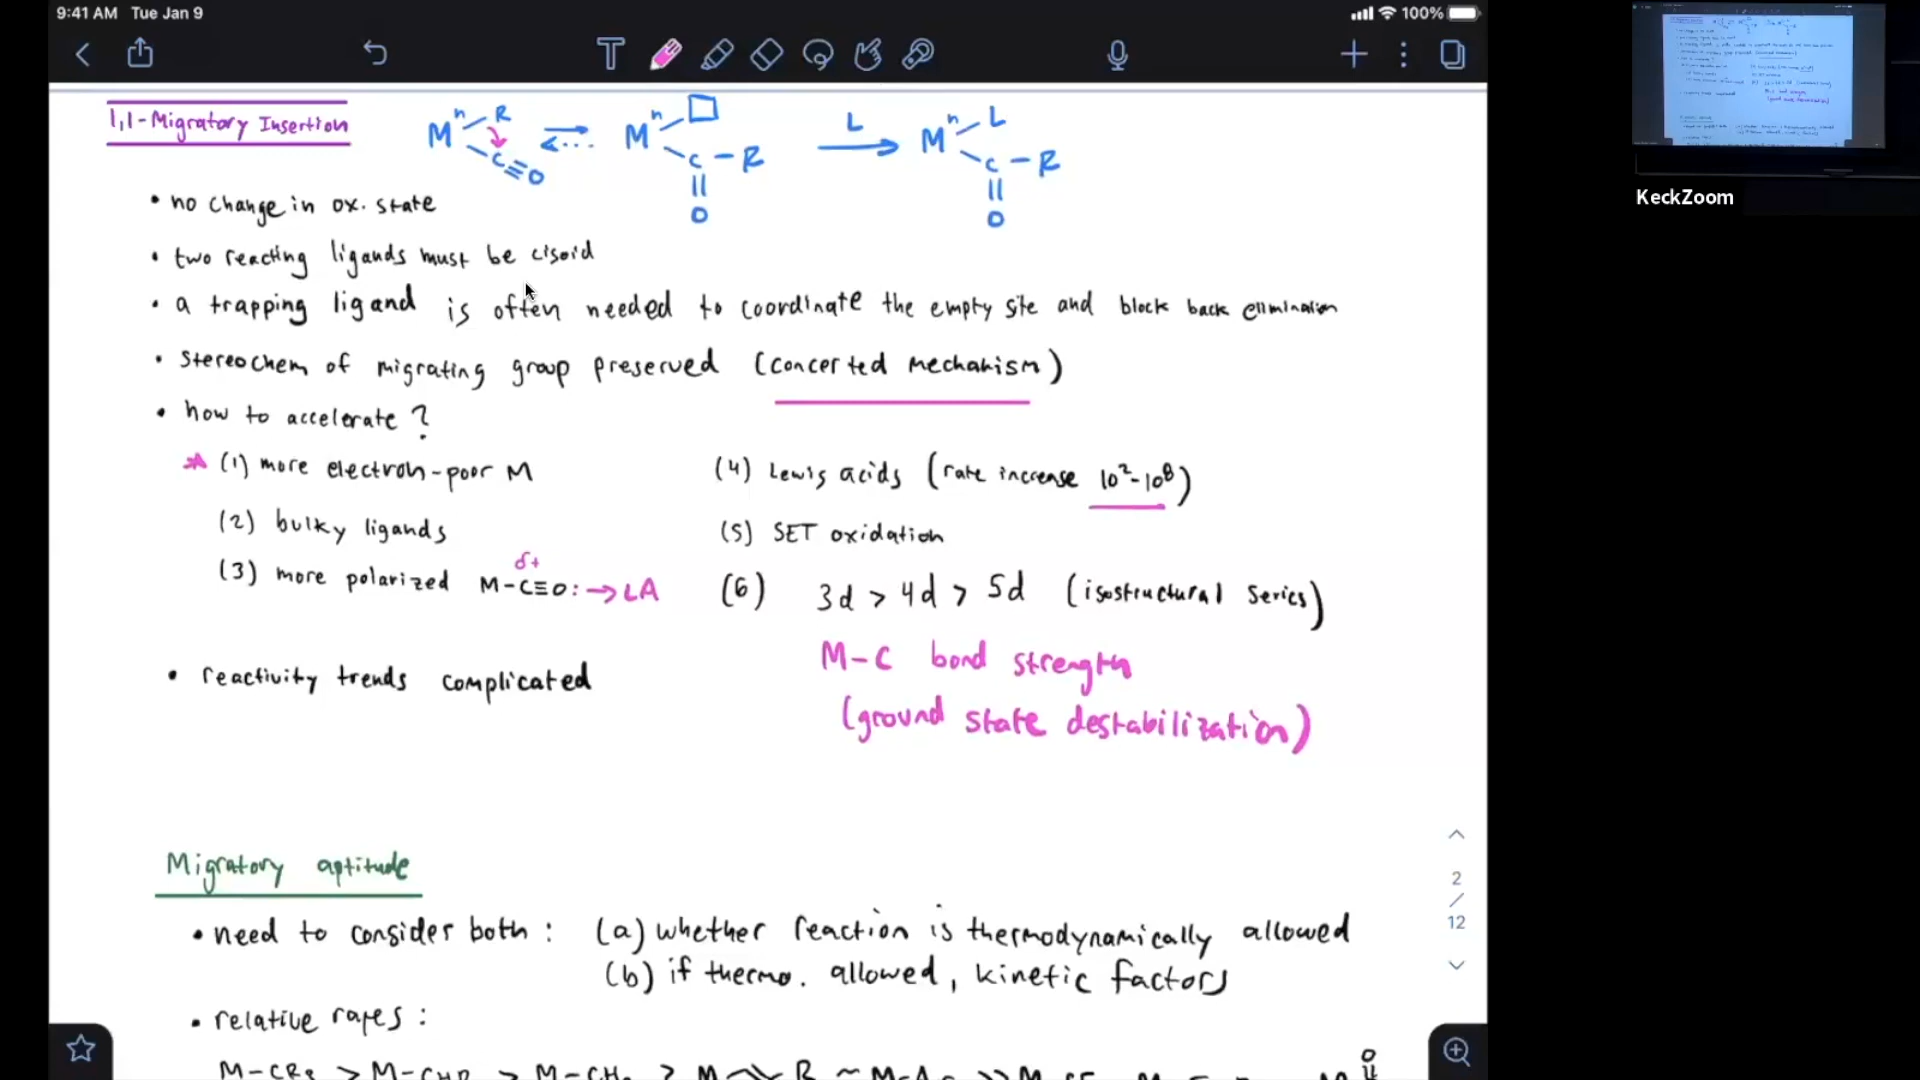 9:41 AM Tue Jan 9
100%
1,1-Migratory Insertion
M n R C≡O
M n C-R O
L
M n L C-R O
• no change in ox. state
• two reacting ligands must be cisoid
• a trapping ligand is often needed to coordinate the empty site and block back elimination
• stereochem of migrating group preserved (concerted mechanism)
• how to accelerate?
(1) more electron-poor M
(2) bulky ligands
(3) more polarized M-C≡O: → LA
δ+
(4) Lewis acids (rate increase 10²-10⁸)
(5) SET oxidation
(6) 3d > 4d > 5d (isostructural series)
M-C bond strength
(ground state destabilization)
• reactivity trends complicated
Migratory aptitude
• need to consider both: (a) whether reaction is thermodynamically allowed
(b) if thermo. allowed, kinetic factors
• relative rates:
2
/
12
KeckZoom